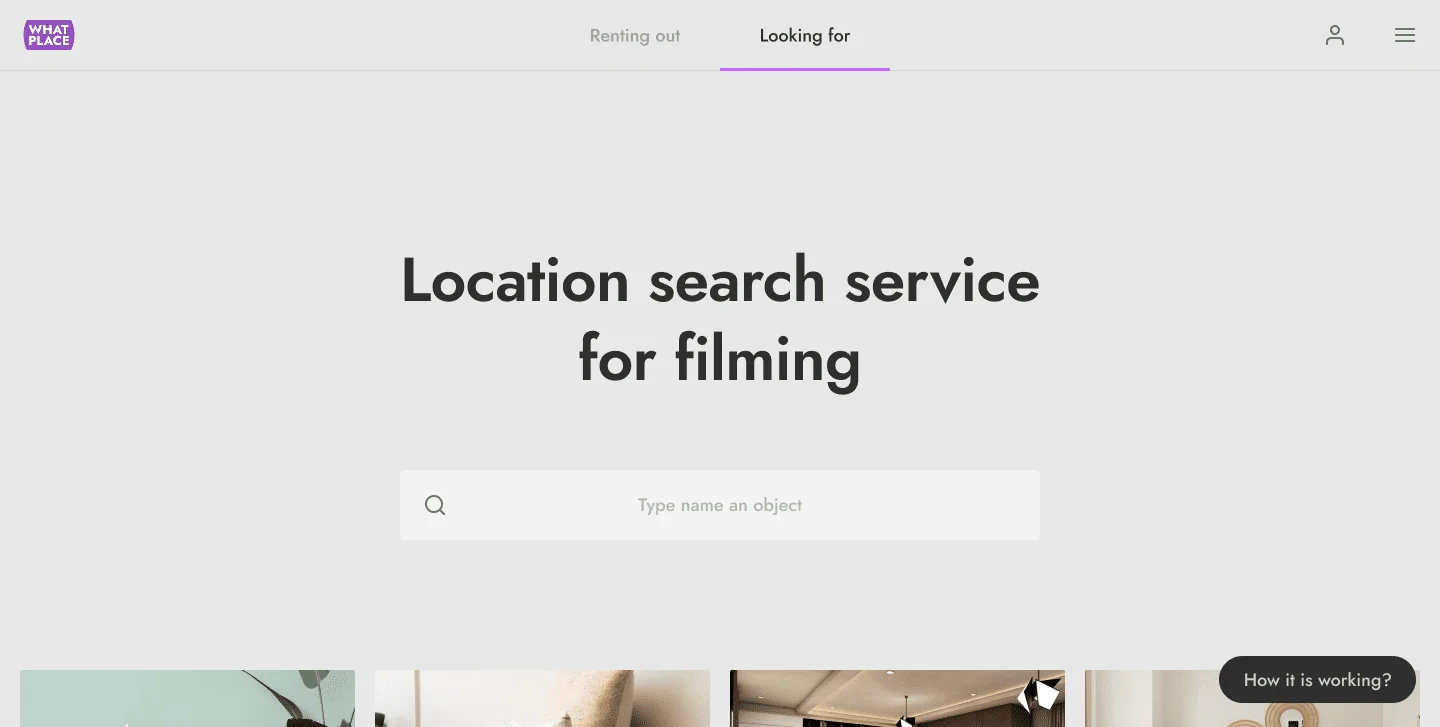 WHAT
PLACE
Renting out
Looking for
Location search service
for filming
Type name an object
How it is working?